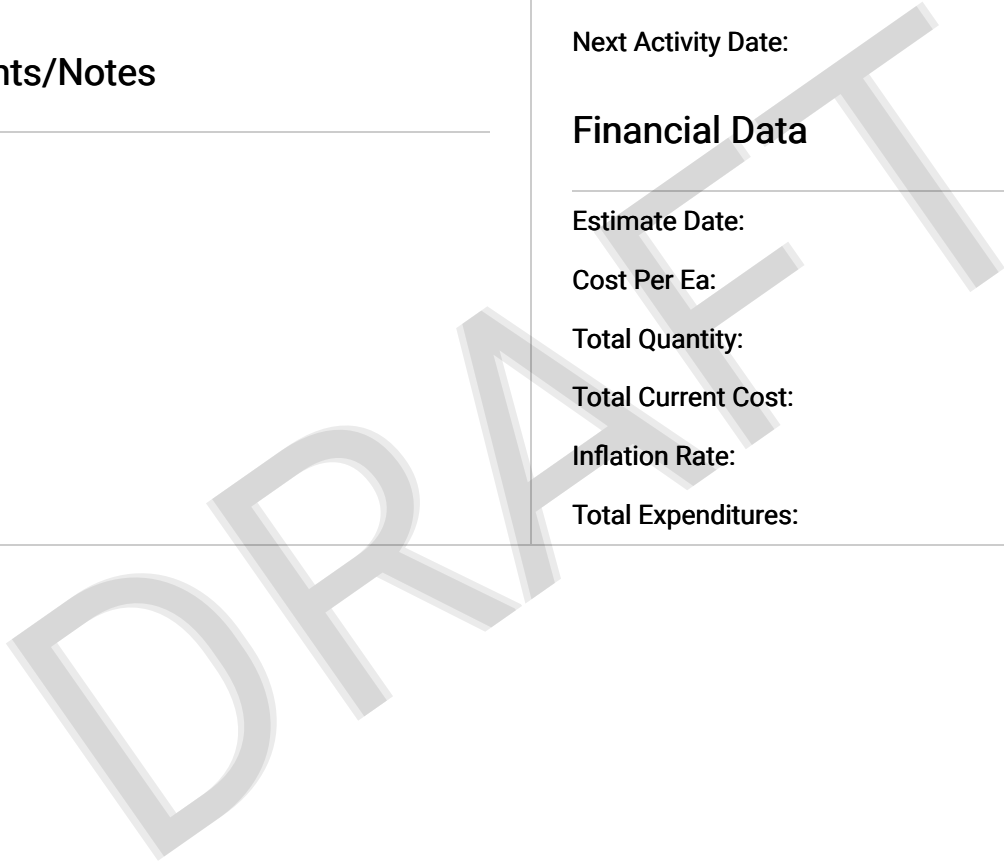 nts/Notes
Next Activity Date:
Financial Data
Estimate Date:
Cost Per Ea:
Total Quantity:
Total Current Cost:
Inflation Rate:
Total Expenditures:
DRAFT